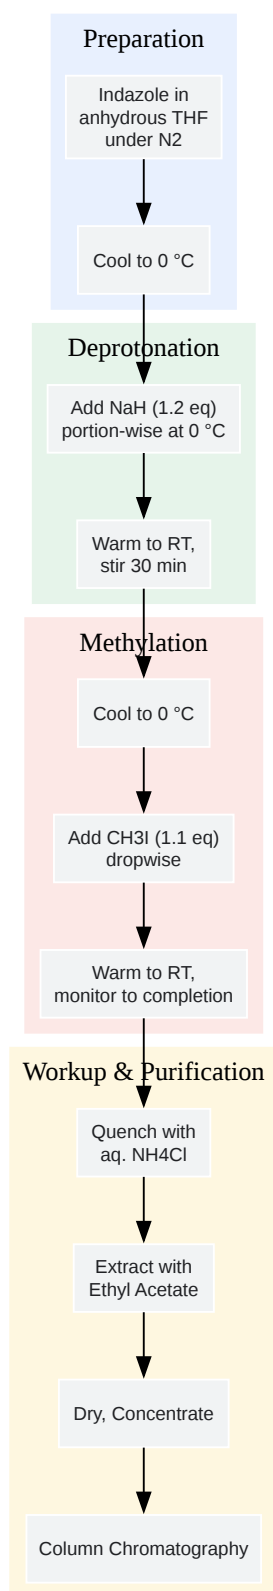 Preparation
Indazole in
anhydrous THF
under N2
Cool to 0 °C
Deprotonation
Add NaH (1.2 eq)
portion-wise at 0 °C
Warm to RT,
stir 30 min
Methylation
Cool to 0 °C
Add CH3I (1.1 eq)
dropwise
Warm to RT,
monitor to completion
Workup & Purification
Quench with
aq. NH4Cl
Extract with
Ethyl Acetate
Dry, Concentrate
Column Chromatography